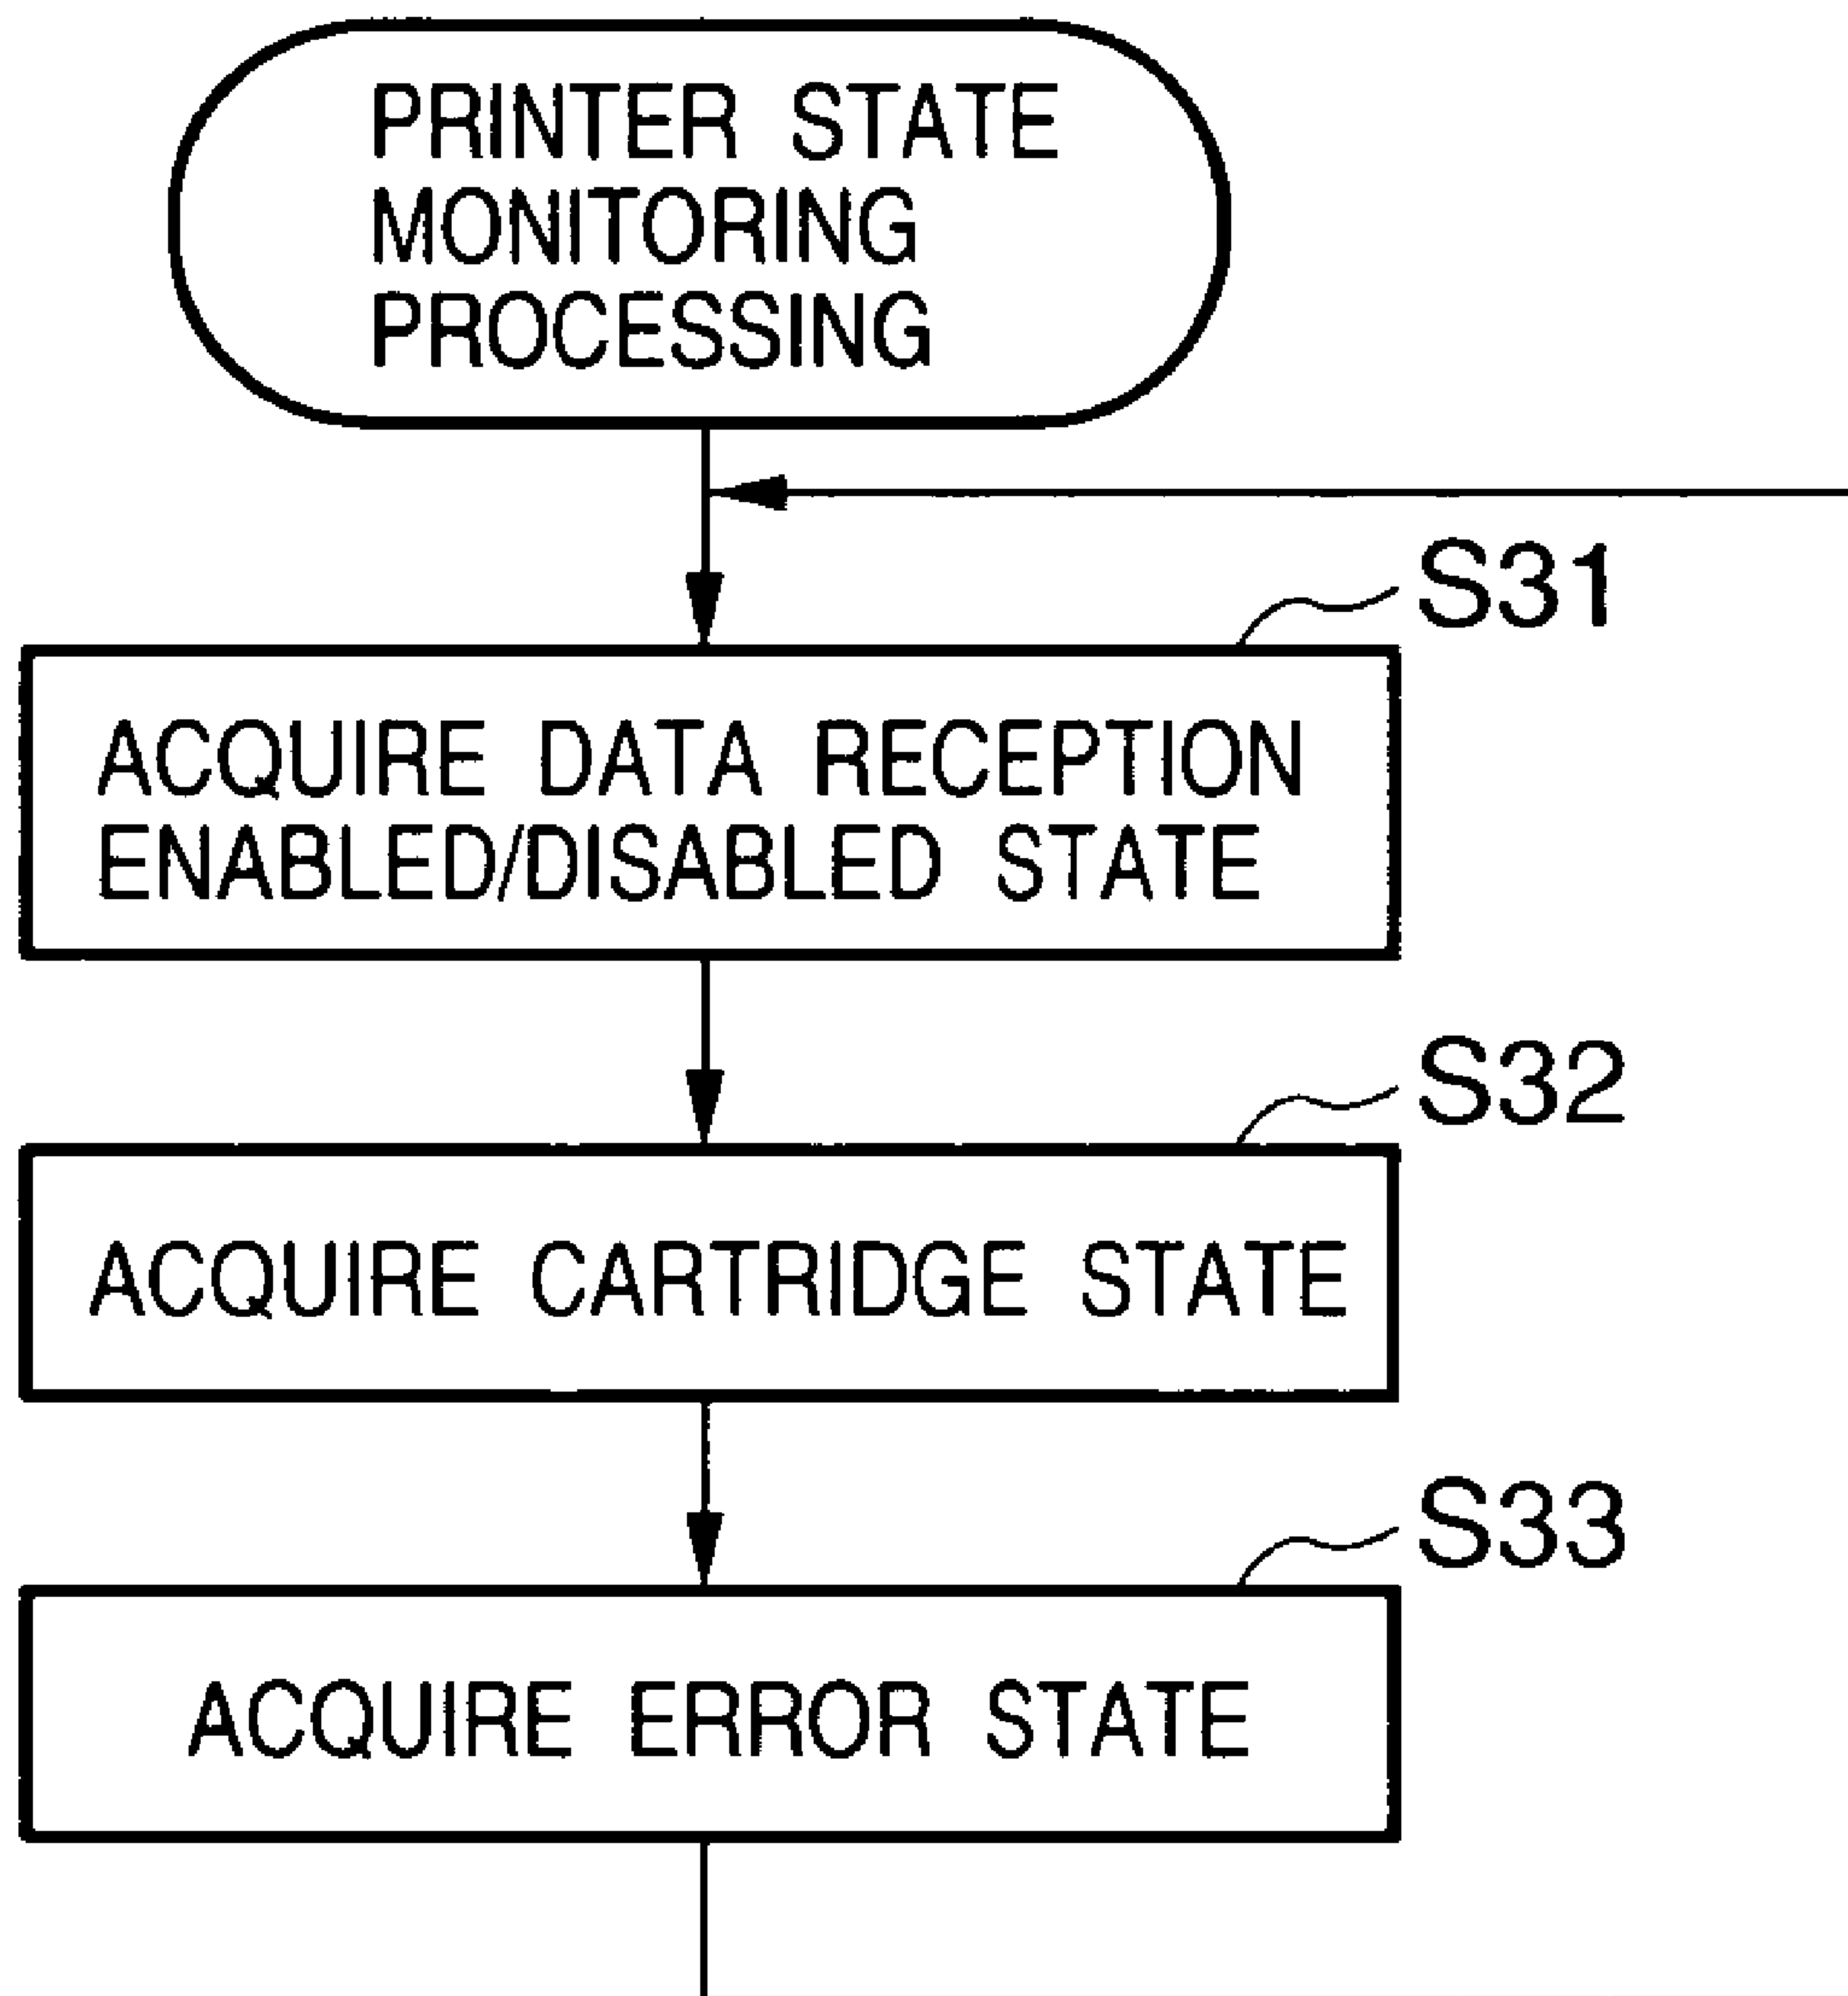 PRINTER STATE
MONITORING
PROCESSING
S31
ACQUIRE DATA RECEPTION
ENABLED/DISABLED STATE
S32
ACQUIRE CARTRIDGE STATE
S33
ACQUIRE ERROR STATE